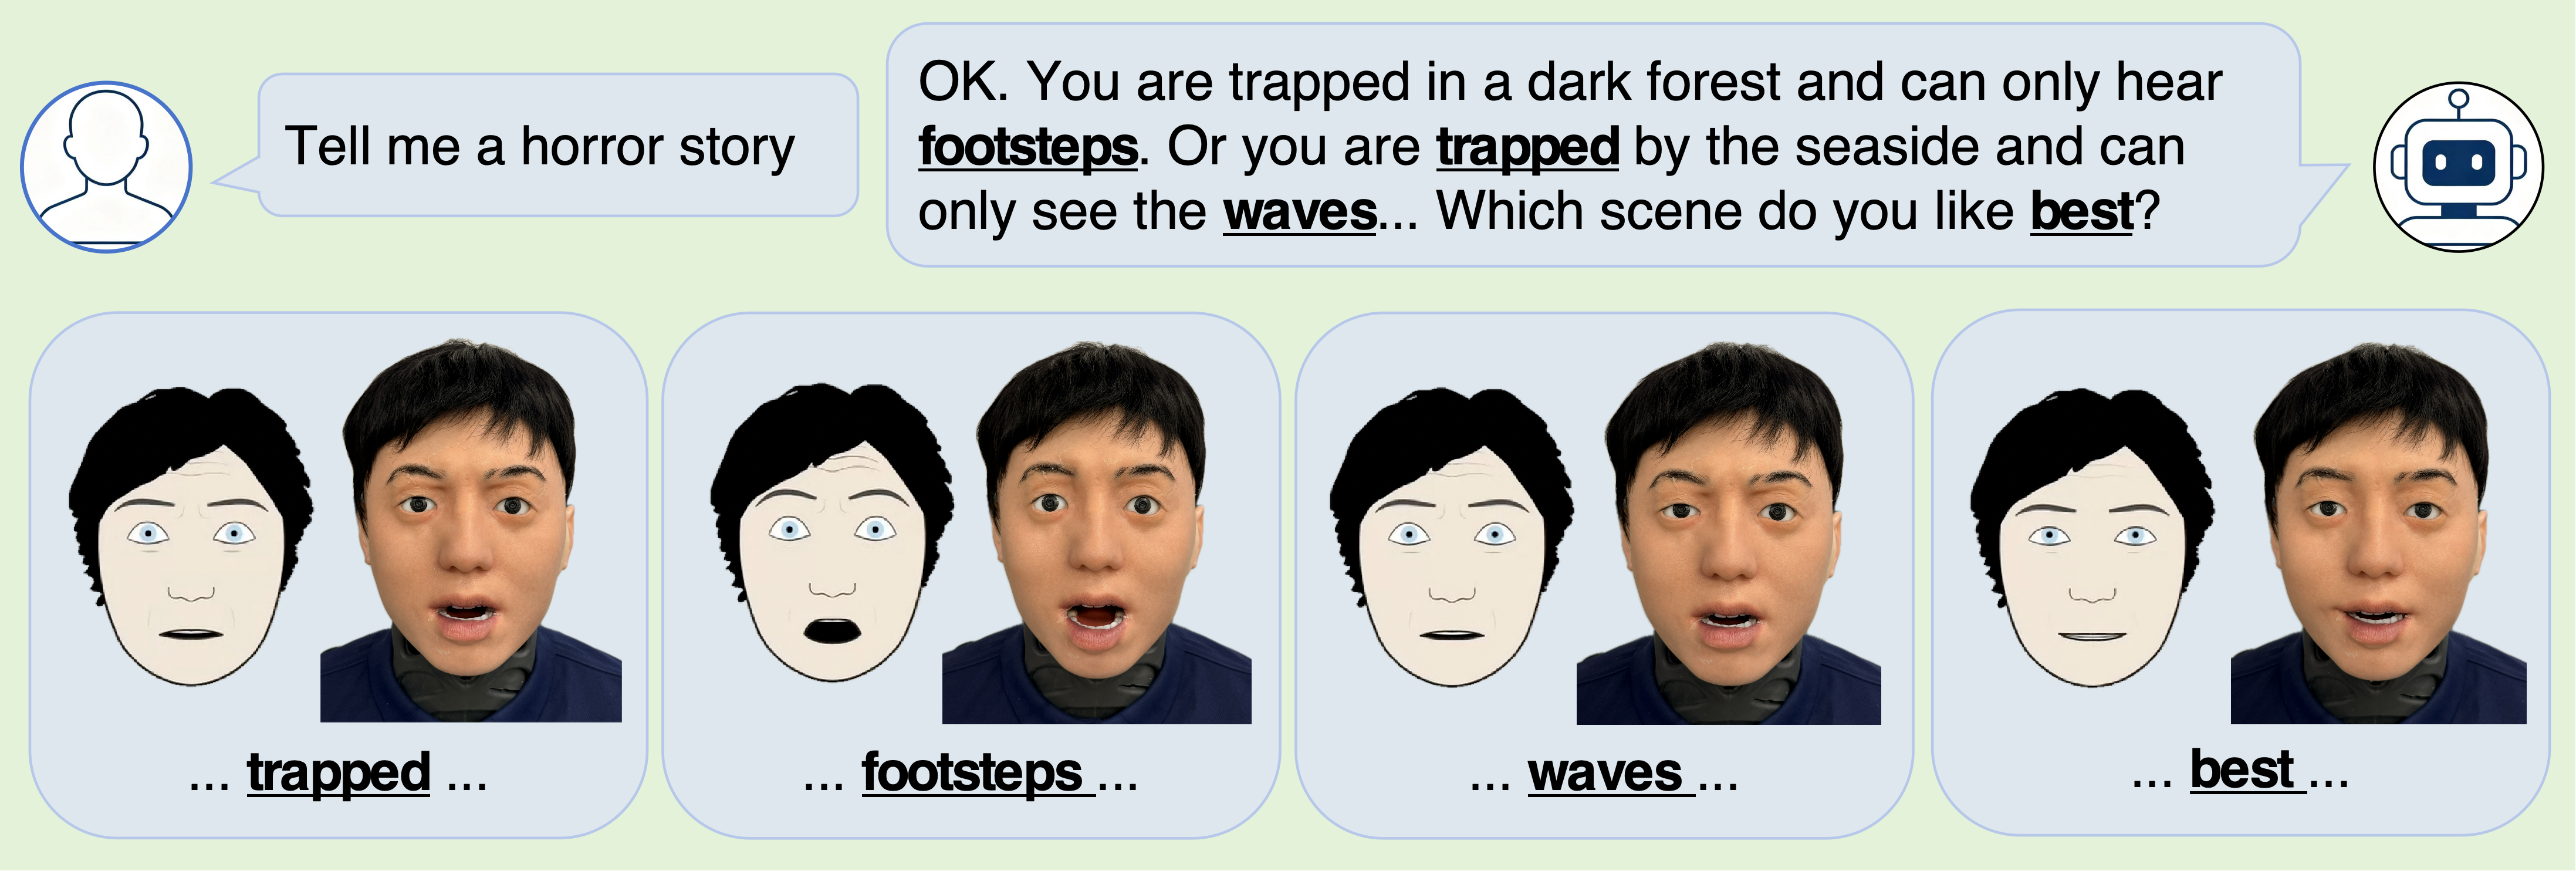 Tell me a horror story
OK. You are trapped in a dark forest and can only hear
footsteps. Or you are trapped by the seaside and can
only see the waves... Which scene do you like best?
... trapped ...
... footsteps ...
... waves ...
... best ...